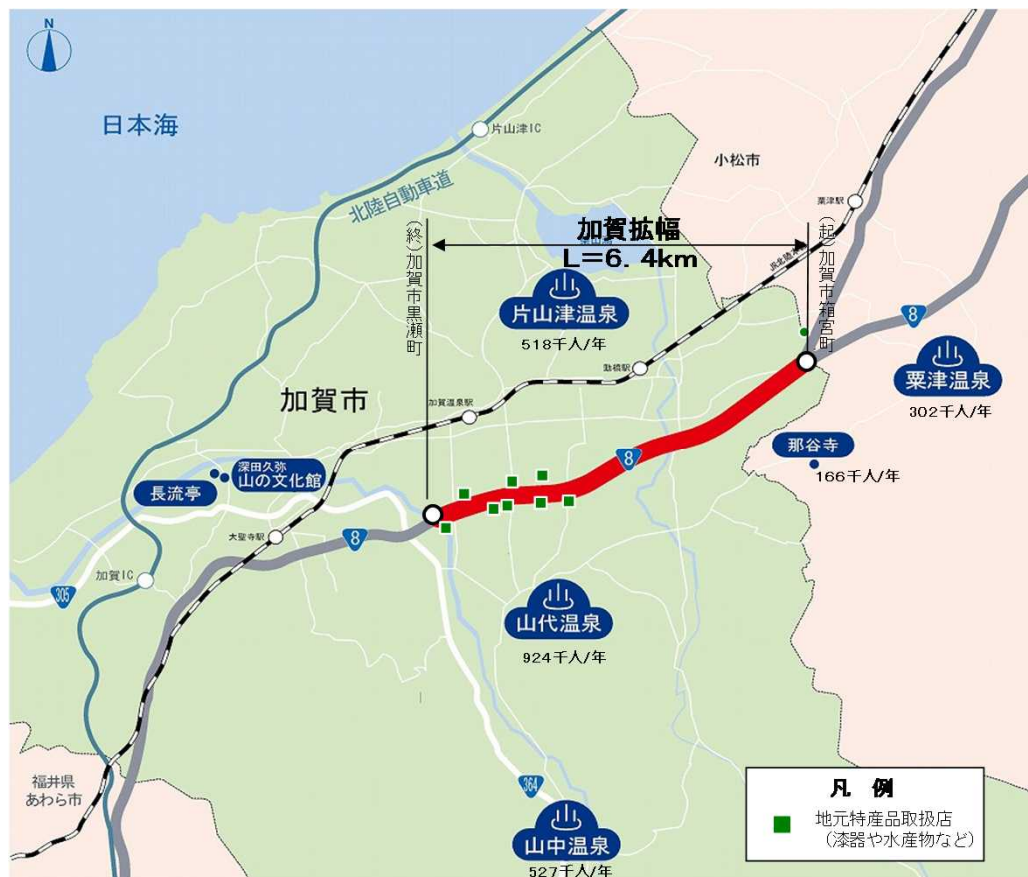 N
日本海
片山津IC
北陸自動車道
小松市
粟津駅
(終)加賀市黒瀬町
加賀拡幅
L=6.4km
(起)加賀市箱宮町
片山津温泉
518千人/年
8
粟津温泉
302千人/年
動橋駅
加賀市
加賀温泉駅
那谷寺
166千人/年
8
深田久弥
山の文化館
長流亭
大聖寺駅
8
加賀IC
305
山代温泉
924千人/年
364
福井県
あわら市
山中温泉
527千人/年
凡 例
地元特産品取扱店
(漆器や水産物など)